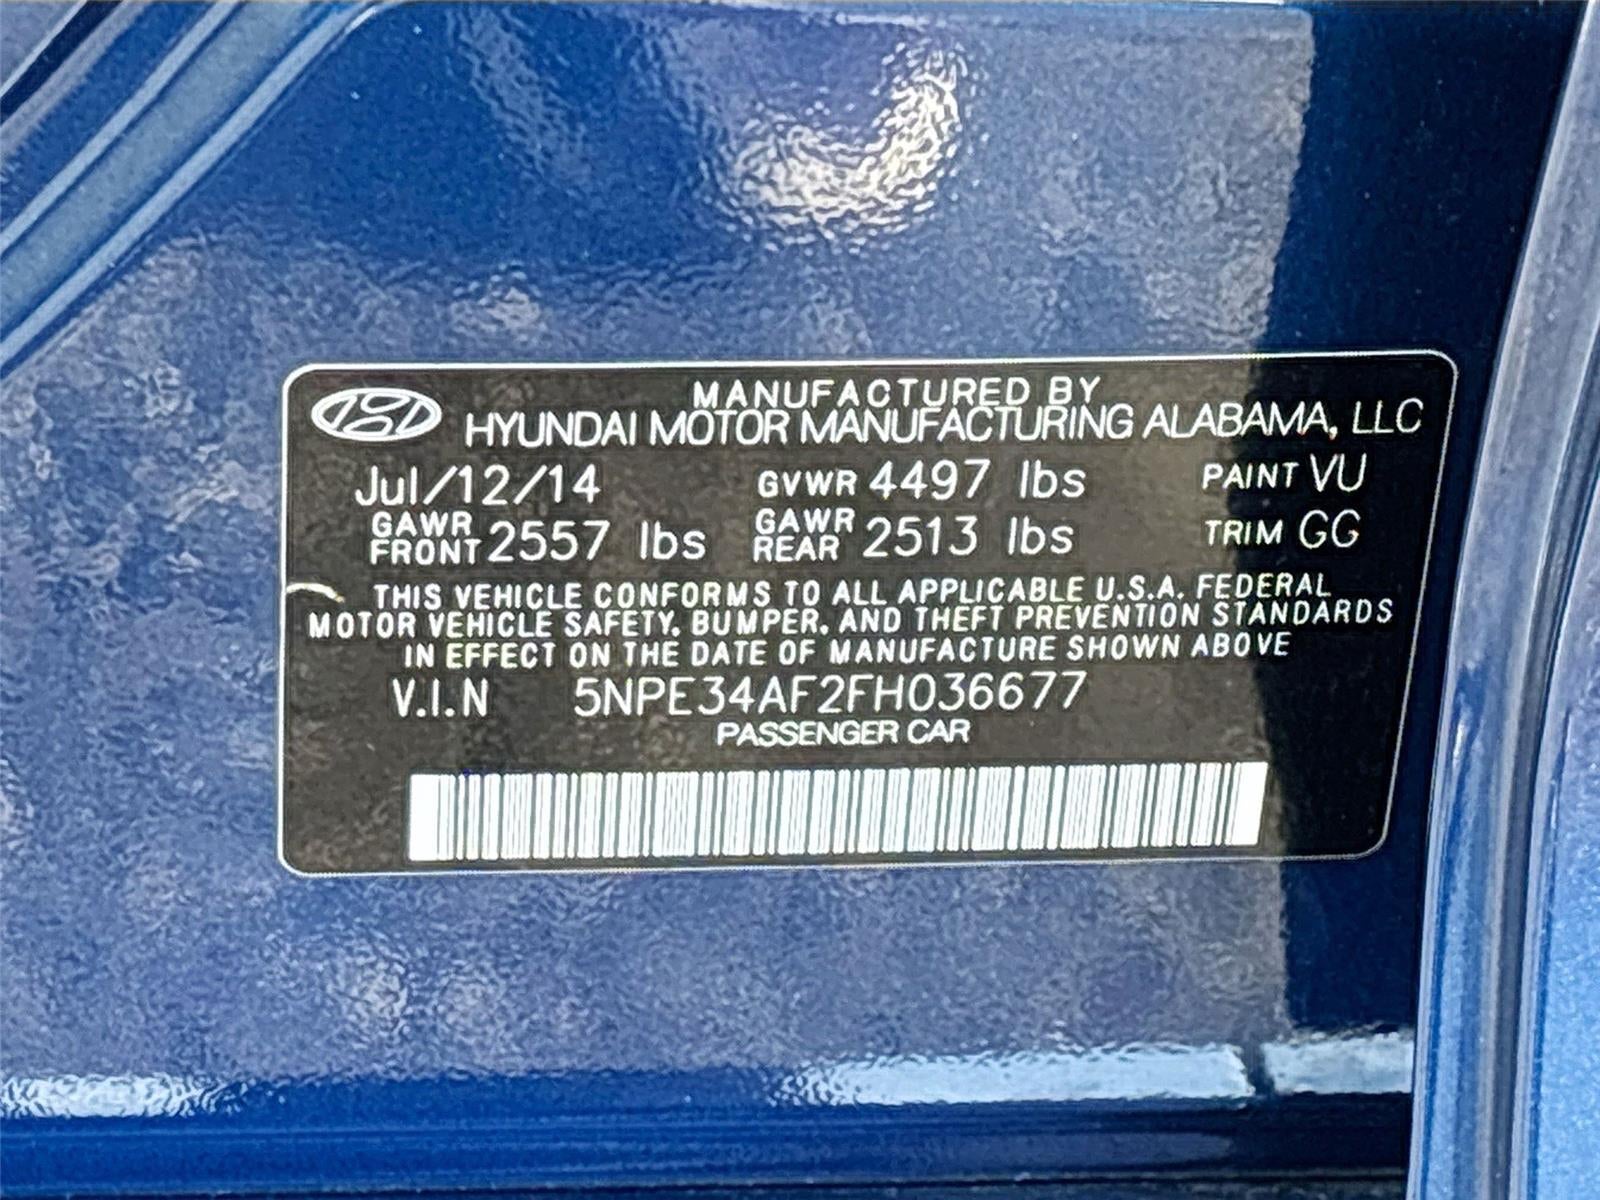 MANUFACTURED BY
HYUNDAI MOTOR MANUFACTURING ALABAMA, LLC
Jul/12/14 GVWR 4497 lbs PAINT VU
GAWR FRONT 2557 lbs GAWR REAR 2513 lbs TRIM GG
THIS VEHICLE CONFORMS TO ALL APPLICABLE U.S.A. FEDERAL
MOTOR VEHICLE SAFETY, BUMPER, AND THEFT PREVENTION STANDARDS
IN EFFECT ON THE DATE OF MANUFACTURE SHOWN ABOVE
V.I.N 5NPE34AF2FH036677
PASSENGER CAR